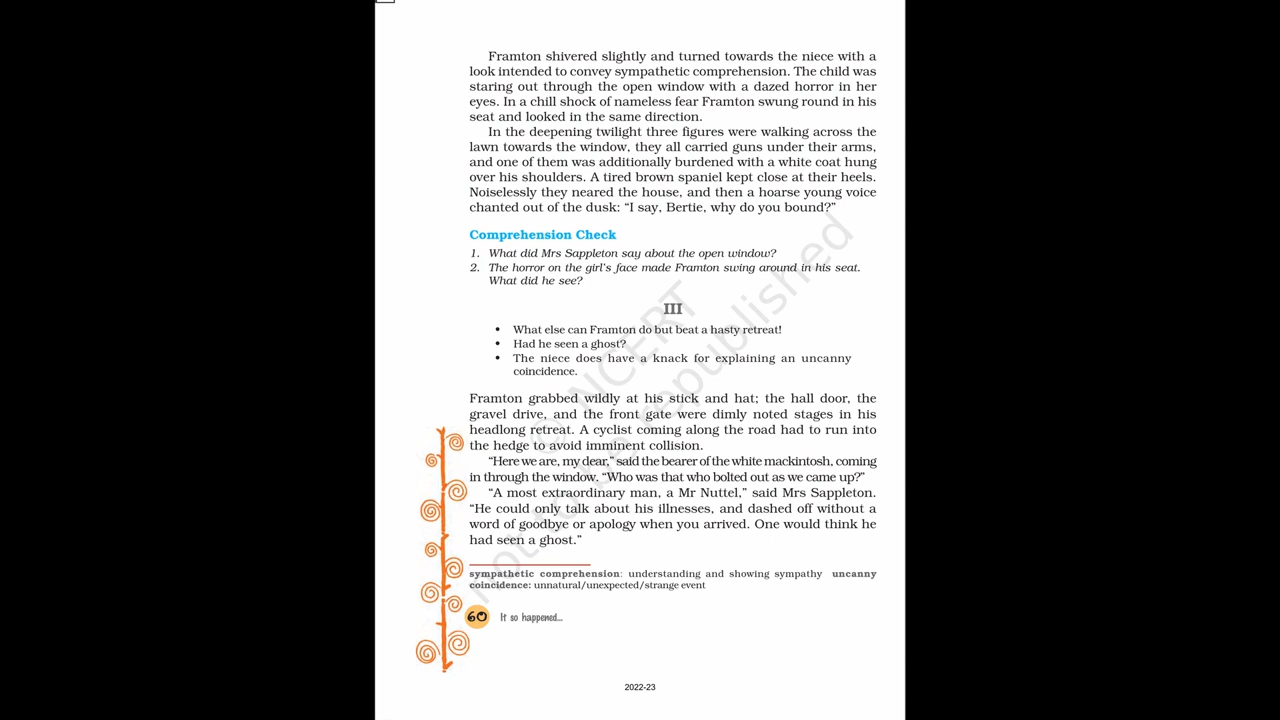 Framton shivered slightly and turned towards the niece with a
look intended to convey sympathetic comprehension. The child was
staring out through the open window with a dazed horror in her
eyes. In a chill shock of nameless fear Framton swung round in his
seat and looked in the same direction.
In the deepening twilight three figures were walking across the
lawn towards the window, they all carried guns under their arms,
and one of them was additionally burdened with a white coat hung
over his shoulders. A tired brown spaniel kept close at their heels.
Noiselessly they neared the house, and then a hoarse young voice
chanted out of the dusk: “I say, Bertie, why do you bound?”
Comprehension Check
1. What did Mrs Sappleton say about the open window?
2. The horror on the girl's face made Framton swing around in his seat.
What did he see?
III
• What else can Framton do but beat a hasty retreat!
• Had he seen a ghost?
• The niece does have a knack for explaining an uncanny
coincidence.
Framton grabbed wildly at his stick and hat; the hall door, the
gravel drive, and the front gate were dimly noted stages in his
headlong retreat. A cyclist coming along the road had to run into
the hedge to avoid imminent collision.
“Here we are, my dear,” said the bearer of the white mackintosh, coming
in through the window. “Who was that who bolted out as we came up?”
“A most extraordinary man, a Mr Nuttel,” said Mrs Sappleton.
“He could only talk about his illnesses, and dashed off without a
word of goodbye or apology when you arrived. One would think he
had seen a ghost.”
sympathetic comprehension: understanding and showing sympathy uncanny
coincidence: unnatural/unexpected/strange event
60 It so happened...
2022-23
© NCERT
not to be republished